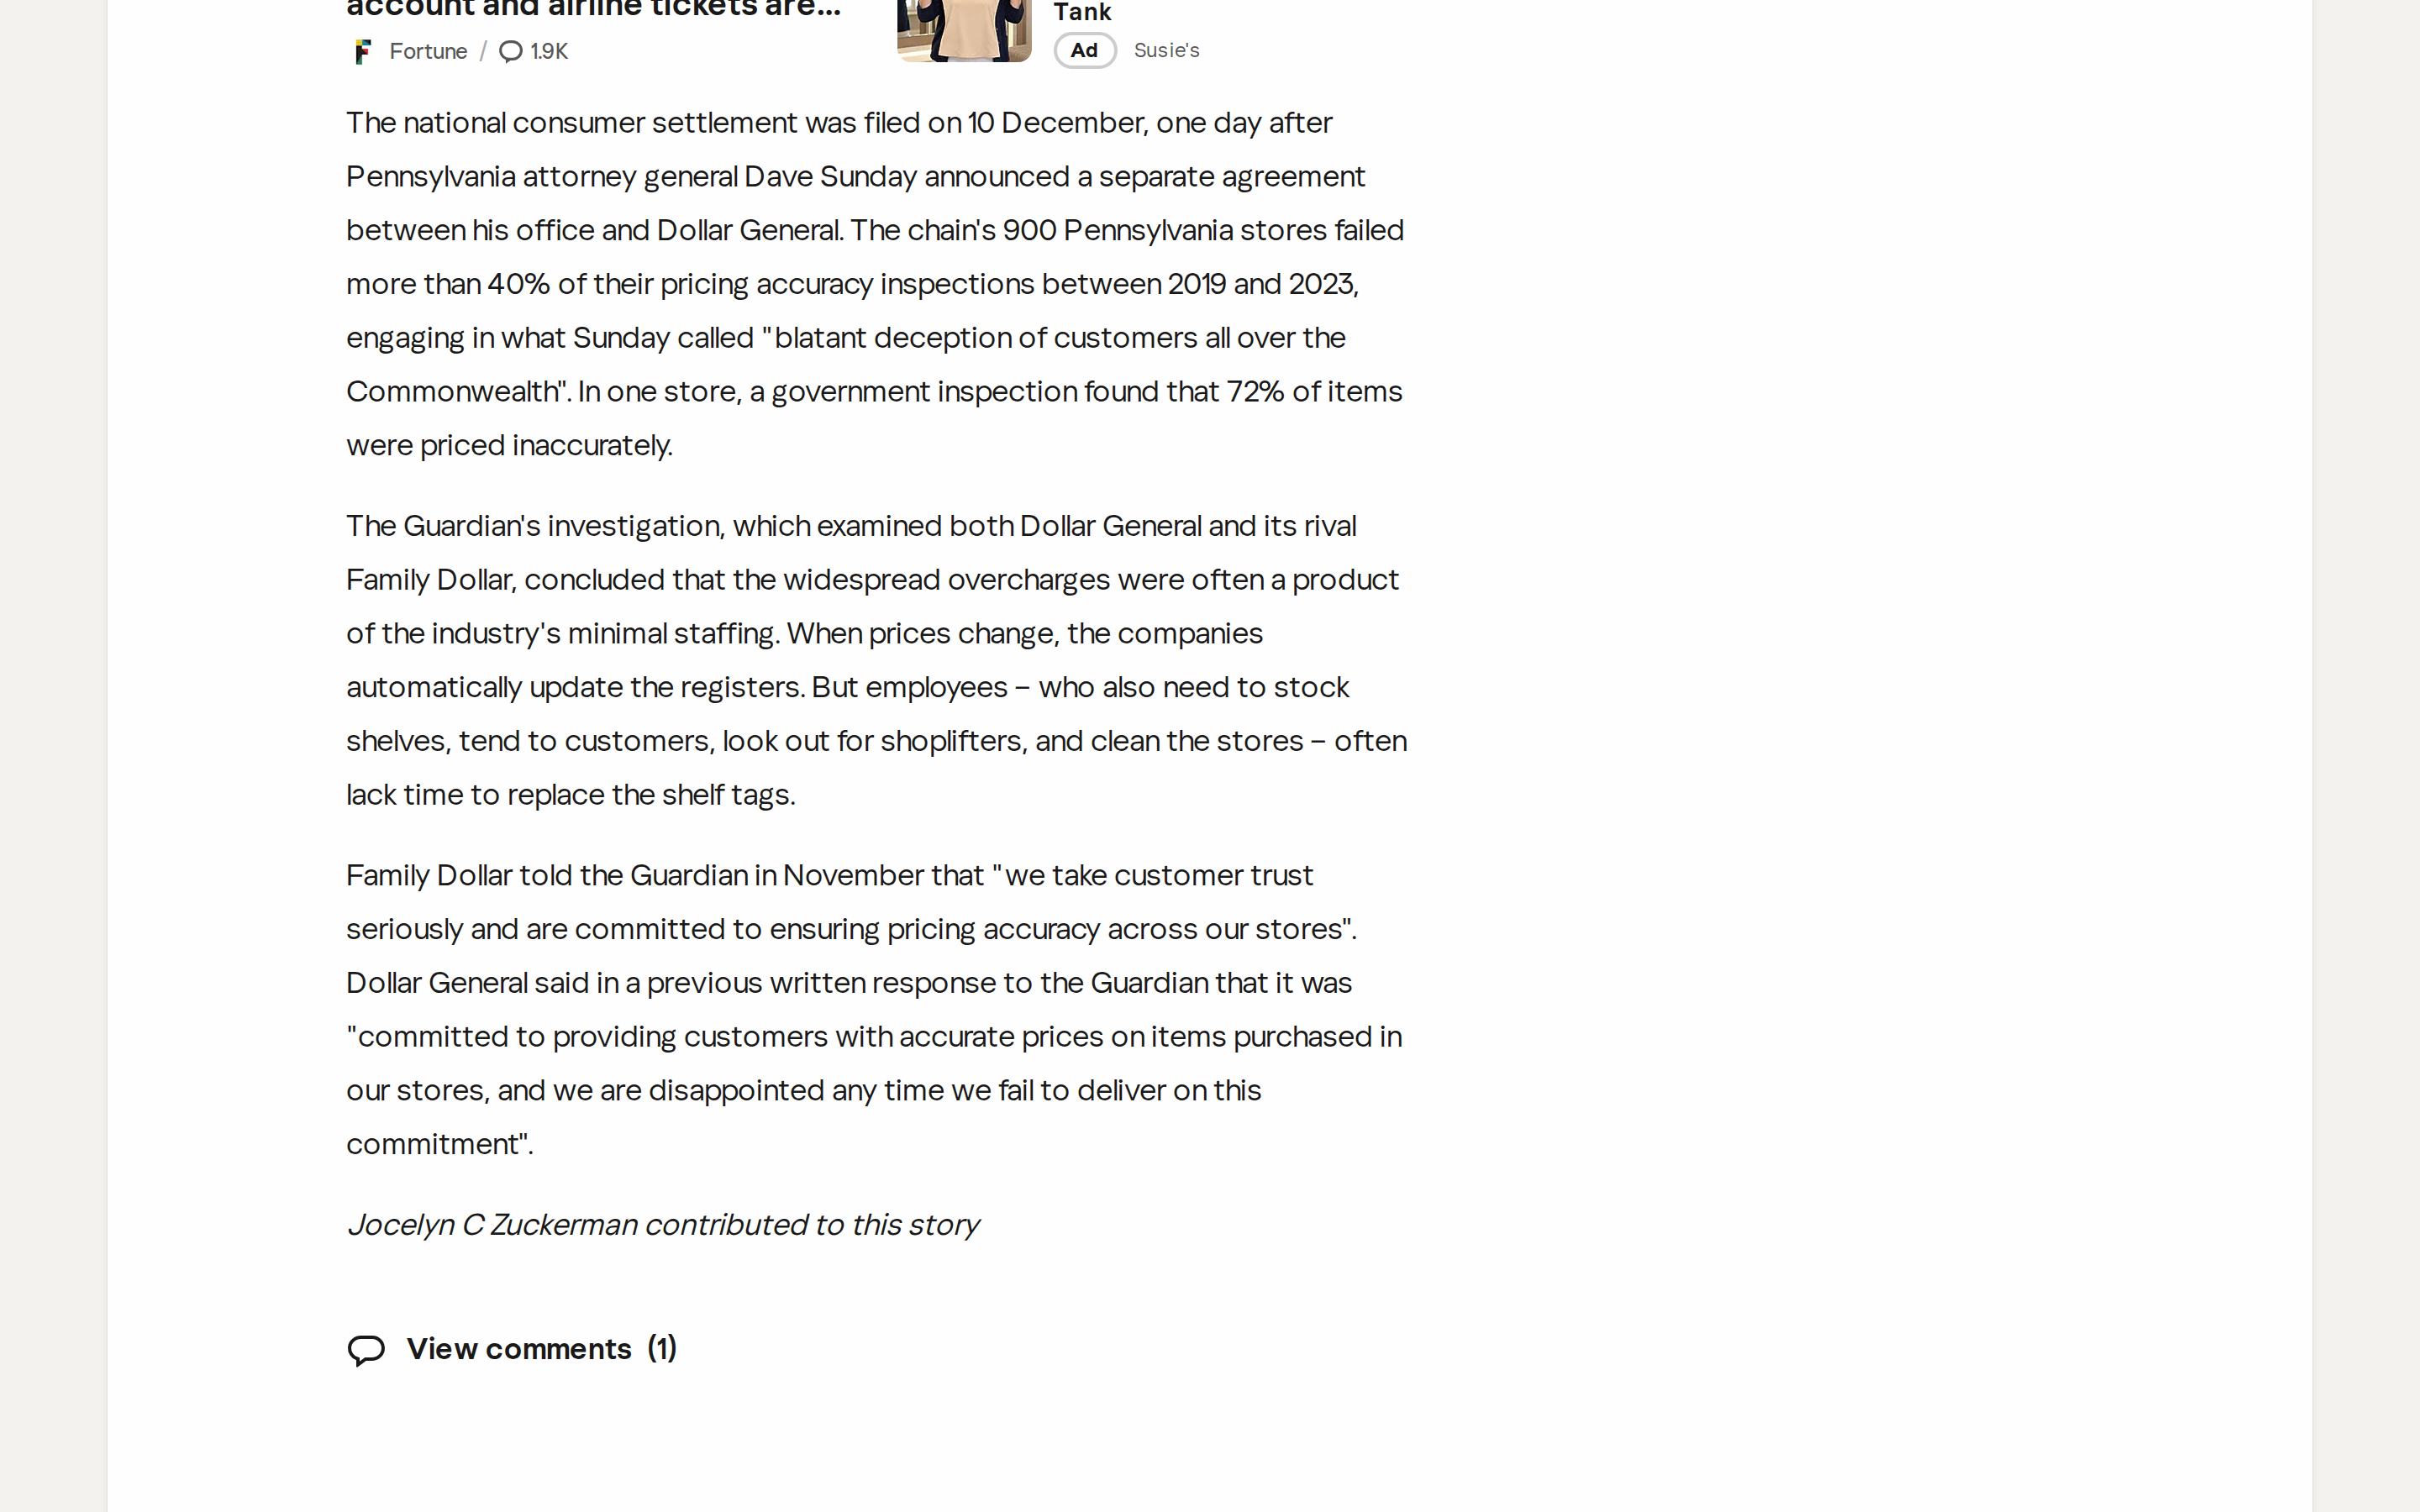 account and airline tickets are...
Fortune / 1.9K
Tank
Ad Susie's
The national consumer settlement was filed on 10 December, one day after
Pennsylvania attorney general Dave Sunday announced a separate agreement
between his office and Dollar General. The chain's 900 Pennsylvania stores failed
more than 40% of their pricing accuracy inspections between 2019 and 2023,
engaging in what Sunday called "blatant deception of customers all over the
Commonwealth". In one store, a government inspection found that 72% of items
were priced inaccurately.
The Guardian's investigation, which examined both Dollar General and its rival
Family Dollar, concluded that the widespread overcharges were often a product
of the industry's minimal staffing. When prices change, the companies
automatically update the registers. But employees – who also need to stock
shelves, tend to customers, look out for shoplifters, and clean the stores – often
lack time to replace the shelf tags.
Family Dollar told the Guardian in November that "we take customer trust
seriously and are committed to ensuring pricing accuracy across our stores".
Dollar General said in a previous written response to the Guardian that it was
"committed to providing customers with accurate prices on items purchased in
our stores, and we are disappointed any time we fail to deliver on this
commitment".
Jocelyn C Zuckerman contributed to this story
View comments (1)